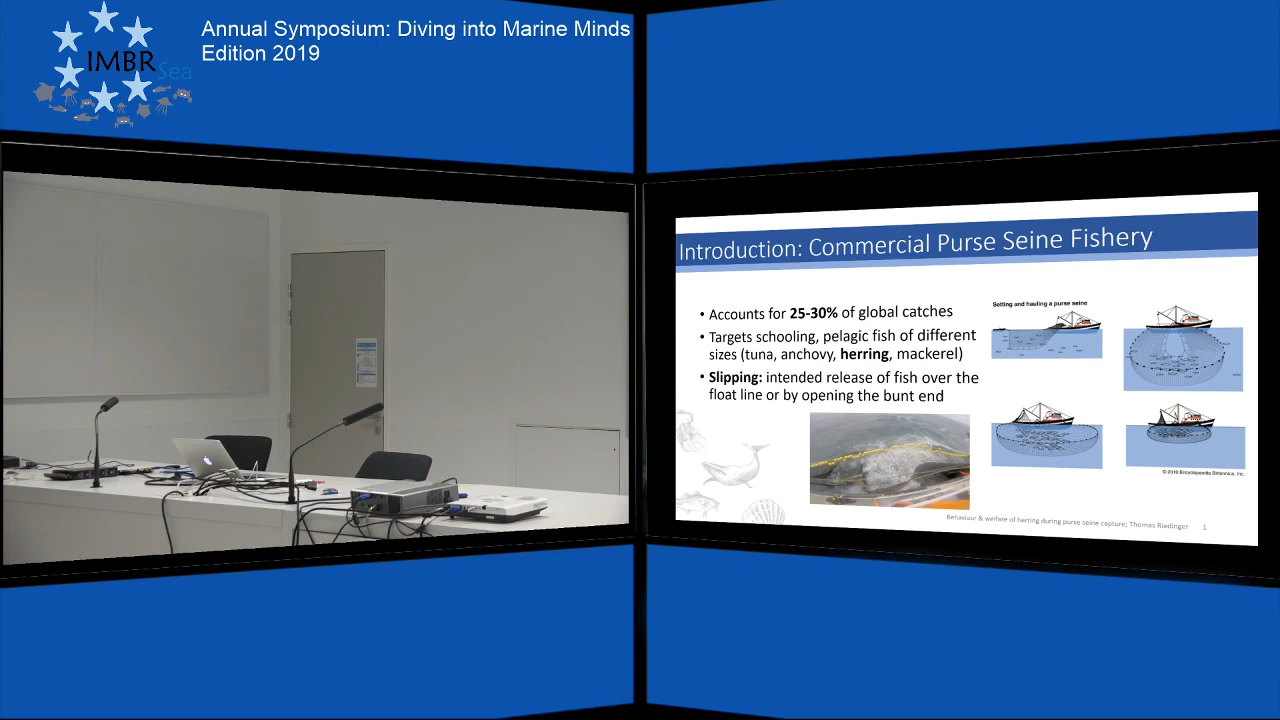 Annual Symposium: Diving into Marine Minds
Edition 2019
IMBRSea
Introduction: Commercial Purse Seine Fishery
• Accounts for 25-30% of global catches
• Targets schooling, pelagic fish of different
sizes (tuna, anchovy, herring, mackerel)
• Slipping: intended release of fish over the
float line or by opening the bunt end
Setting and hauling a purse seine
© 2010 Encyclopaedia Britannica, Inc.
Behaviour & welfare of herring during purse seine capture; Thomas Riedinger 1